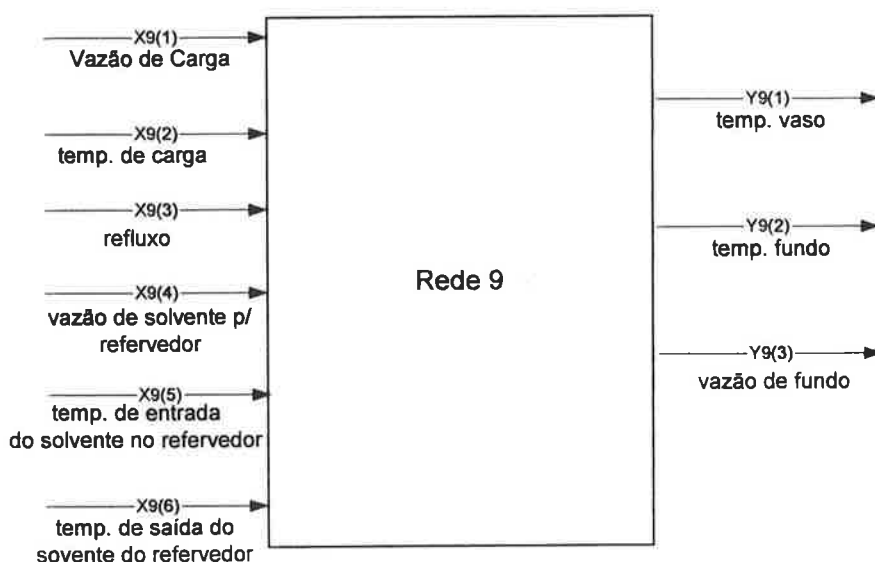 X9(1)
Vazão de Carga
X9(2)
temp. de carga
X9(3)
refluxo
X9(4)
vazão de solvente p/
refervedor
X9(5)
temp. de entrada
do solvente no refervedor
X9(6)
temp. de saída do
sovente do refervedor
Rede 9
Y9(1)
temp. vaso
Y9(2)
temp. fundo
Y9(3)
vazão de fundo